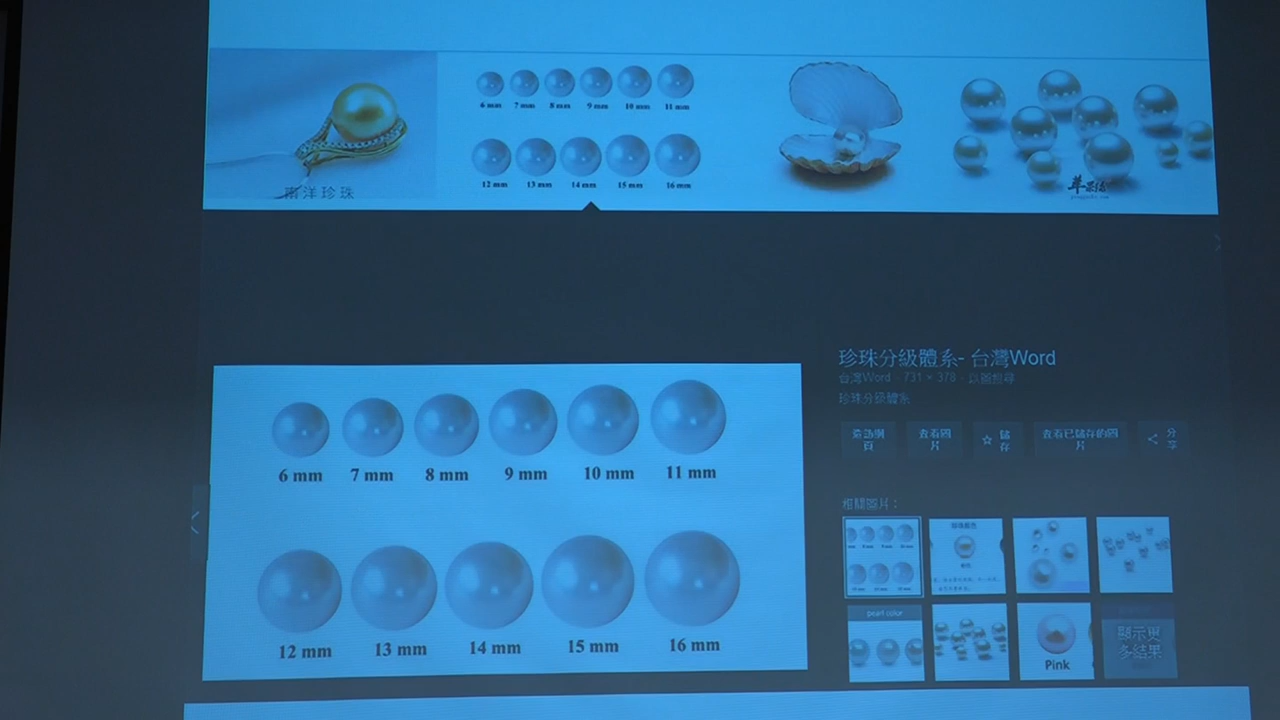 南洋珍珠
6 mm 7 mm 8 mm 9 mm 10 mm 11 mm
12 mm 13 mm 14 mm 15 mm 16 mm
6 mm 7 mm 8 mm 9 mm 10 mm 11 mm
12 mm 13 mm 14 mm 15 mm 16 mm
珍珠分級體系- 台灣Word
台灣Word · 731 × 378 · 以圖搜尋
珍珠分級體系
造訪網頁
查看圖片
儲存
查看已儲存的圖片
分享
相關圖片：
pearl color
Pink
顯示更多結果